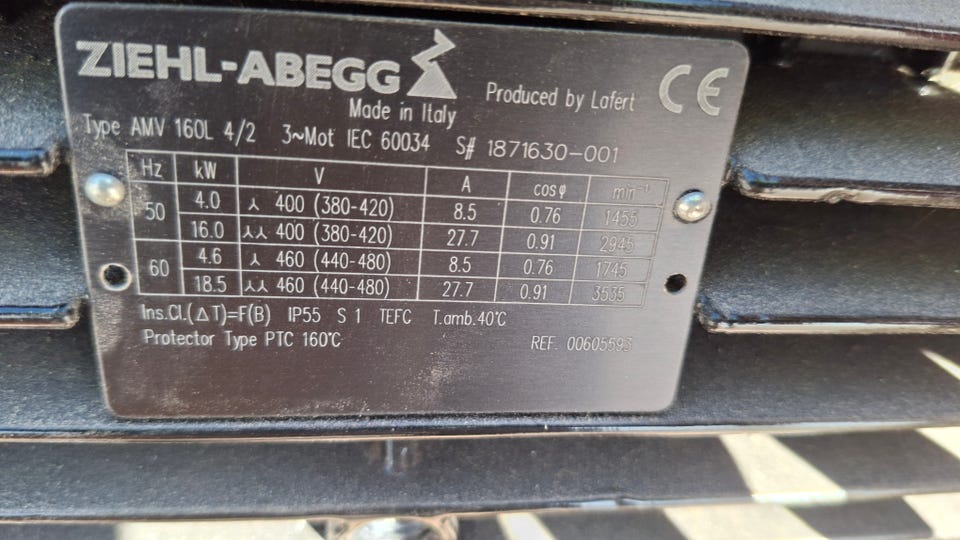 ZIEHL-ABEGG
Made in Italy
Produced by Lafert
CE
Type AMV 160L 4/2 3~Mot IEC 60034 S# 1871630-001
Hz kW V A cosφ min⁻¹
50 4.0 ⅄ 400 (380-420) 8.5 0.76 1455
16.0 ⅄⅄ 400 (380-420) 27.7 0.91 2945
60 4.6 ⅄ 460 (440-480) 8.5 0.76 1745
18.5 ⅄⅄ 460 (440-480) 27.7 0.91 3535
Ins.Cl.(ΔT)=F(B) IP55 S 1 TEFC T.amb.40°C
Protector Type PTC 160°C REF. 00605593